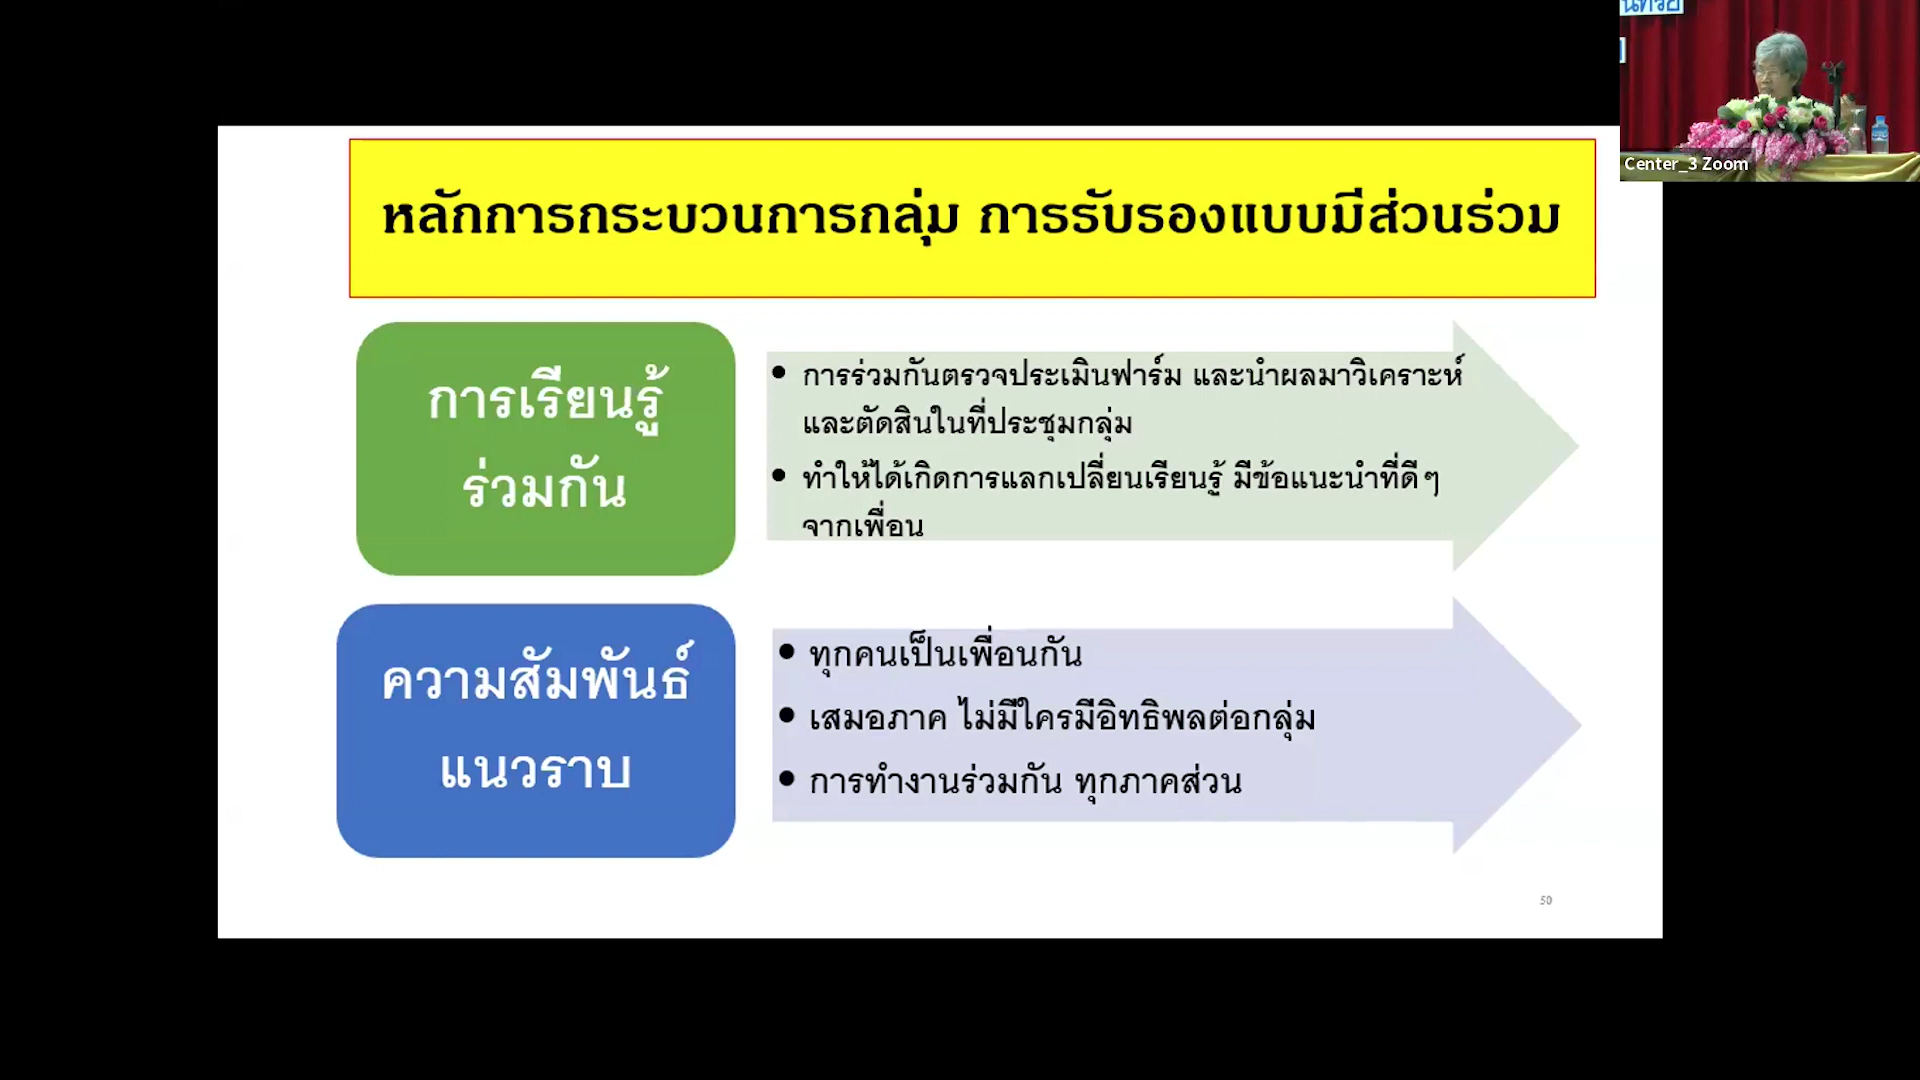 หลักการกระบวนการกลุ่ม การรับรองแบบมีส่วนร่วม
การเรียนรู้
ร่วมกัน
• การร่วมกันตรวจประเมินฟาร์ม และนำผลมาวิเคราะห์
และตัดสินในที่ประชุมกลุ่ม
• ทำให้ได้เกิดการแลกเปลี่ยนเรียนรู้ มีข้อแนะนำที่ดีๆ
จากเพื่อน
ความสัมพันธ์
แนวราบ
• ทุกคนเป็นเพื่อนกัน
• เสมอภาค ไม่มีใครมีอิทธิพลต่อกลุ่ม
• การทำงานร่วมกัน ทุกภาคส่วน
50
Center_3 Zoom